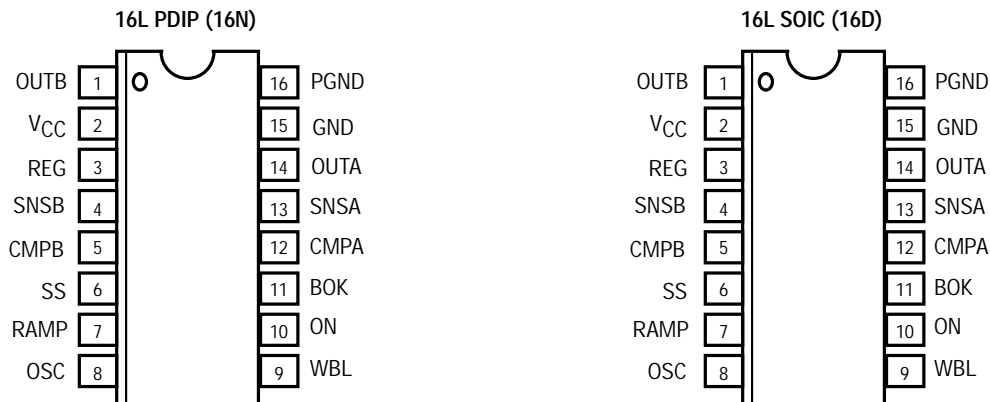 16L PDIP (16N)
OUTB 1 16 PGND
VCC 2 15 GND
REG 3 14 OUTA
SNSB 4 13 SNSA
CMPB 5 12 CMPA
SS 6 11 BOK
RAMP 7 10 ON
OSC 8 9 WBL
16L SOIC (16D)
OUTB 1 16 PGND
VCC 2 15 GND
REG 3 14 OUTA
SNSB 4 13 SNSA
CMPB 5 12 CMPA
SS 6 11 BOK
RAMP 7 10 ON
OSC 8 9 WBL